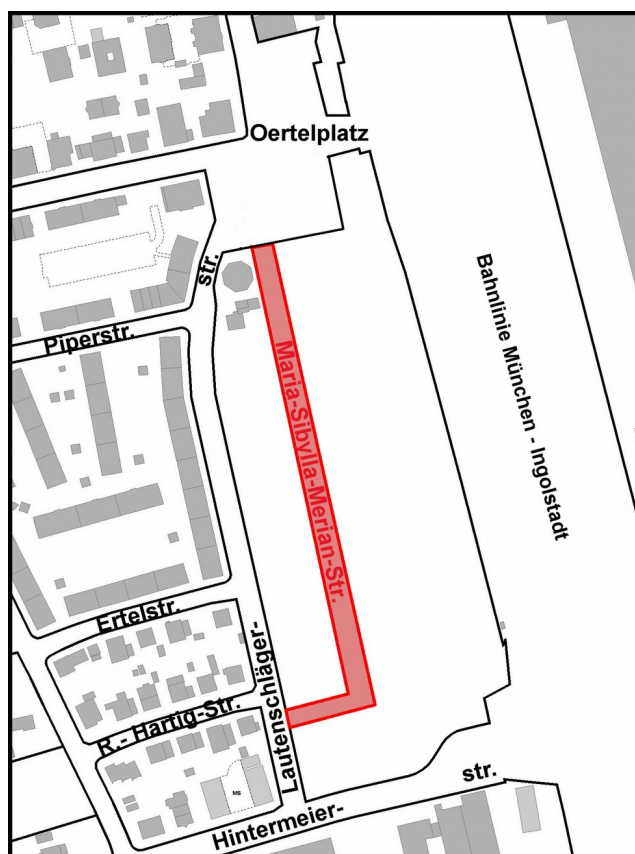 Oertelplatz
str.
Piperstr.
Bahnlinie München - Ingolstadt
Maria-Sibylla-Merian-Str.
Ertelstr.
Lautenschläger-
R.- Hartig-Str.
MS
Hintermeier-
str.